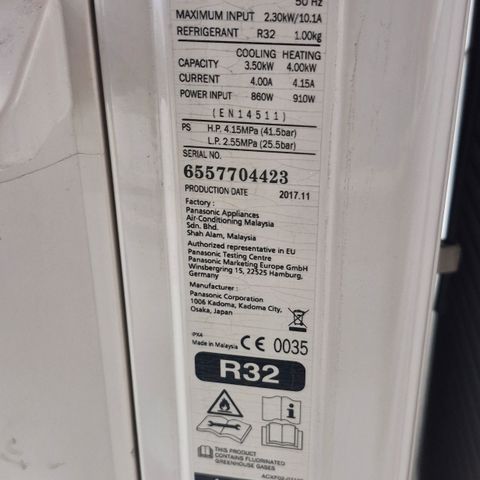 50 Hz
MAXIMUM INPUT 2.30kW/10.1A
REFRIGERANT R32 1.00kg
COOLING HEATING
CAPACITY 3.50kW 4.00kW
CURRENT 4.00A 4.15A
POWER INPUT 860W 910W
(EN14511)
PS H.P. 4.15MPa (41.5bar)
L.P. 2.55MPa (25.5bar)
SERIAL NO.
6557704423
PRODUCTION DATE 2017.11
Factory :
Panasonic Appliances
Air-Conditioning Malaysia
Sdn. Bhd.
Shah Alam, Malaysia
Authorized representative in EU
Panasonic Testing Centre
Panasonic Marketing Europe GmbH
Winsbergring 15, 22525 Hamburg,
Germany
Manufacturer :
Panasonic Corporation
1006 Kadoma, Kadoma City,
Osaka, Japan
IPX4
Made in Malaysia CE 0035
R32
THIS PRODUCT
CONTAINS FLUORINATED
GREENHOUSE GASES